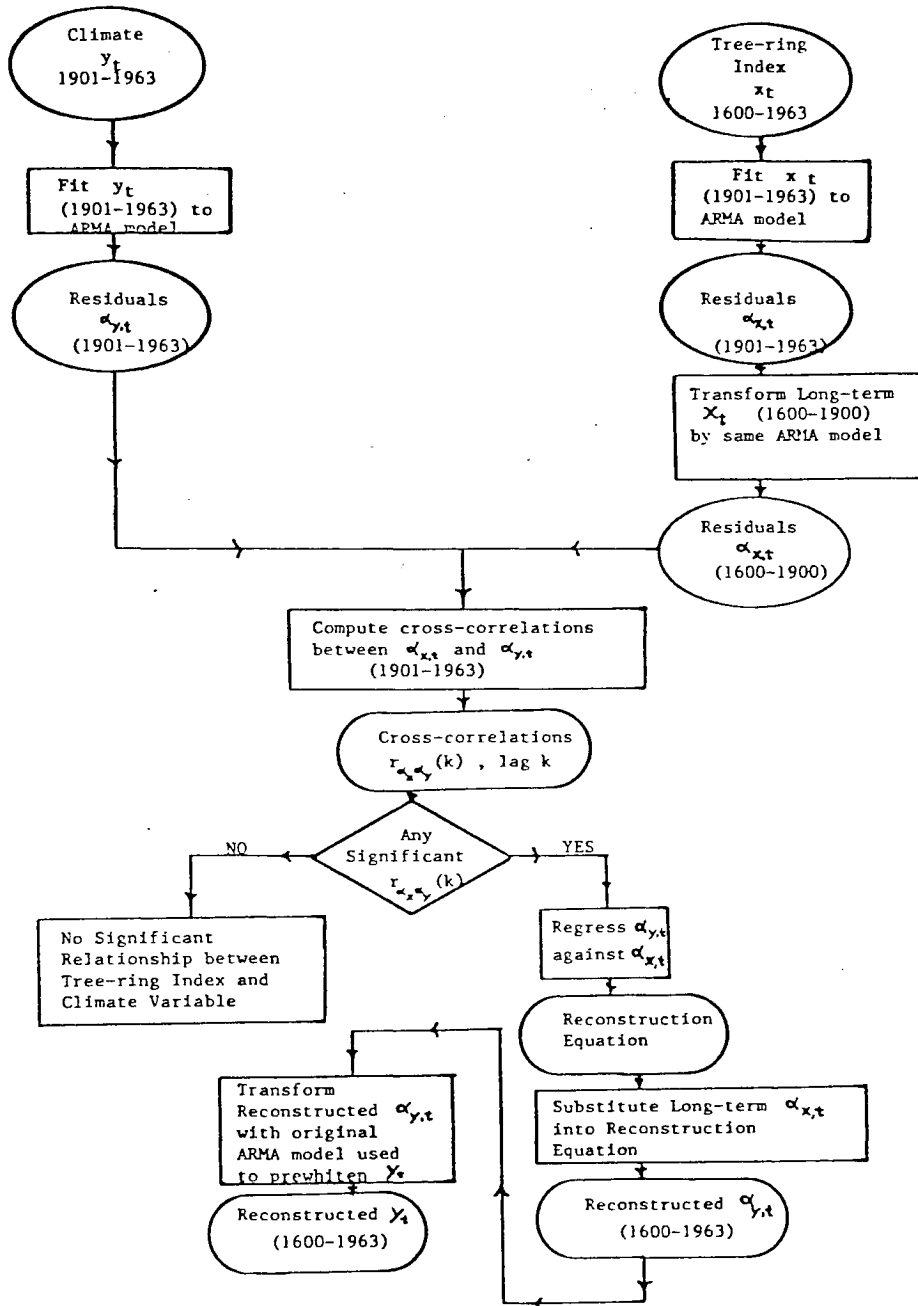 Climate
y_t
1901-1963
Fit y_t
(1901-1963) to
ARMA model
Residuals
α_y,t
(1901-1963)
Tree-ring
Index
x_t
1600-1963
Fit x_t
(1901-1963) to
ARMA model
Residuals
α_x,t
(1901-1963)
Transform Long-term
x_t (1600-1900)
by same ARMA model
Residuals
α_x,t
(1600-1900)
Compute cross-correlations
between α_x,t and α_y,t
(1901-1963)
Cross-correlations
r_α_x α_y (k) , lag k
Any
Significant
r_α_x α_y (k)
NO
YES
No Significant
Relationship between
Tree-ring Index and
Climate Variable
Regress α_y,t
against α_x,t
Reconstruction
Equation
Substitute Long-term α_x,t
into Reconstruction
Equation
Reconstructed α_y,t
(1600-1963)
Transform
Reconstructed α_y,t
with original
ARMA model used
to prewhiten y_t
Reconstructed y_t
(1600-1963)